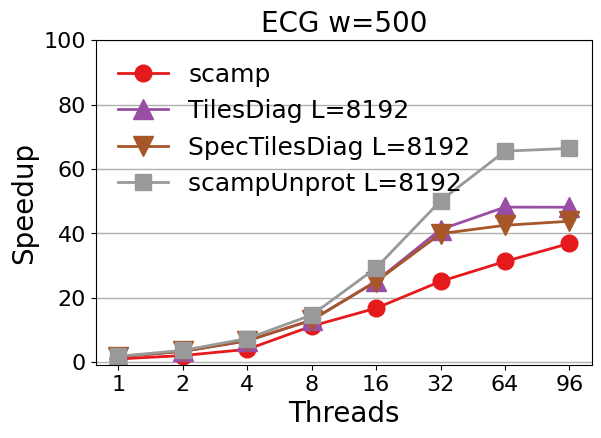 ECG w=500
100
80
60
40
20
0
Speedup
scamp
TilesDiag L=8192
SpecTilesDiag L=8192
scampUnprot L=8192
1 2 4 8 16 32 64 96
Threads